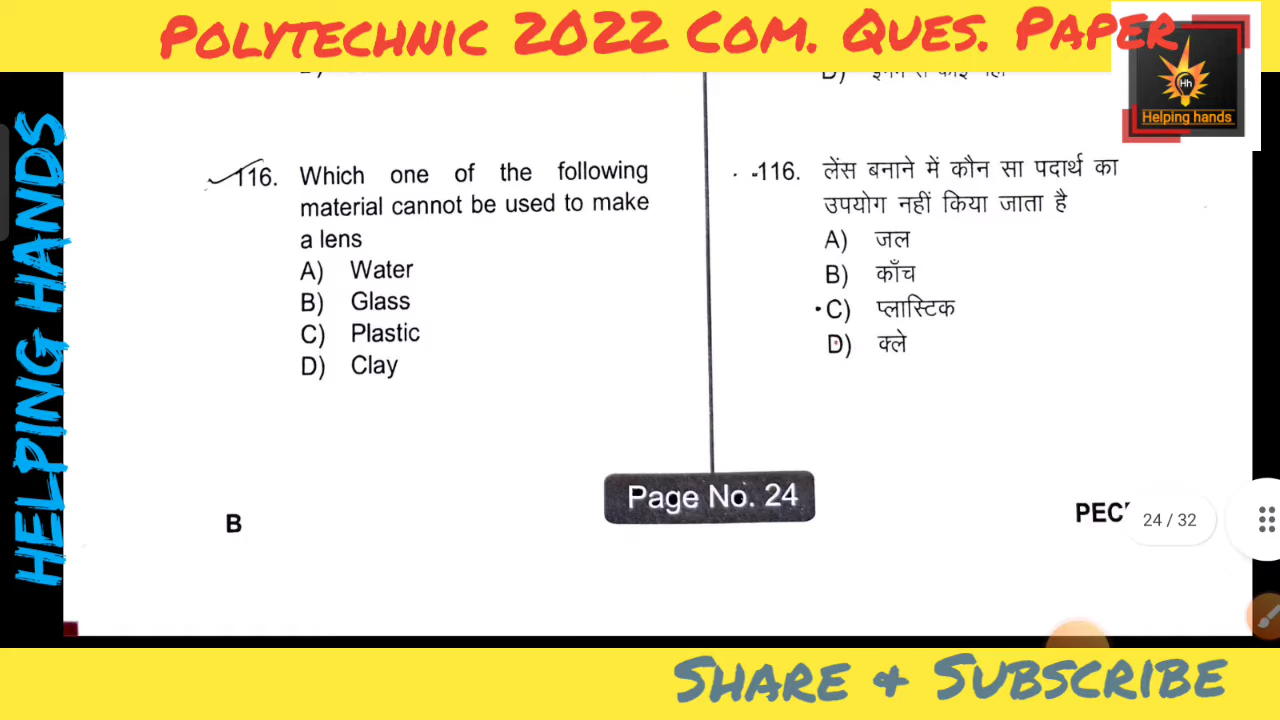 Polytechnic 2022 Com. Ques. Paper
Hh
Helping hands
HELPING HANDS
116. Which one of the following
material cannot be used to make
a lens
A) Water
B) Glass
C) Plastic
D) Clay
116. लेंस बनाने में कौन सा पदार्थ का
उपयोग नहीं किया जाता है
A) जल
B) काँच
C) प्लास्टिक
D) क्ले
Page No. 24
B
24 / 32
Share & Subscribe